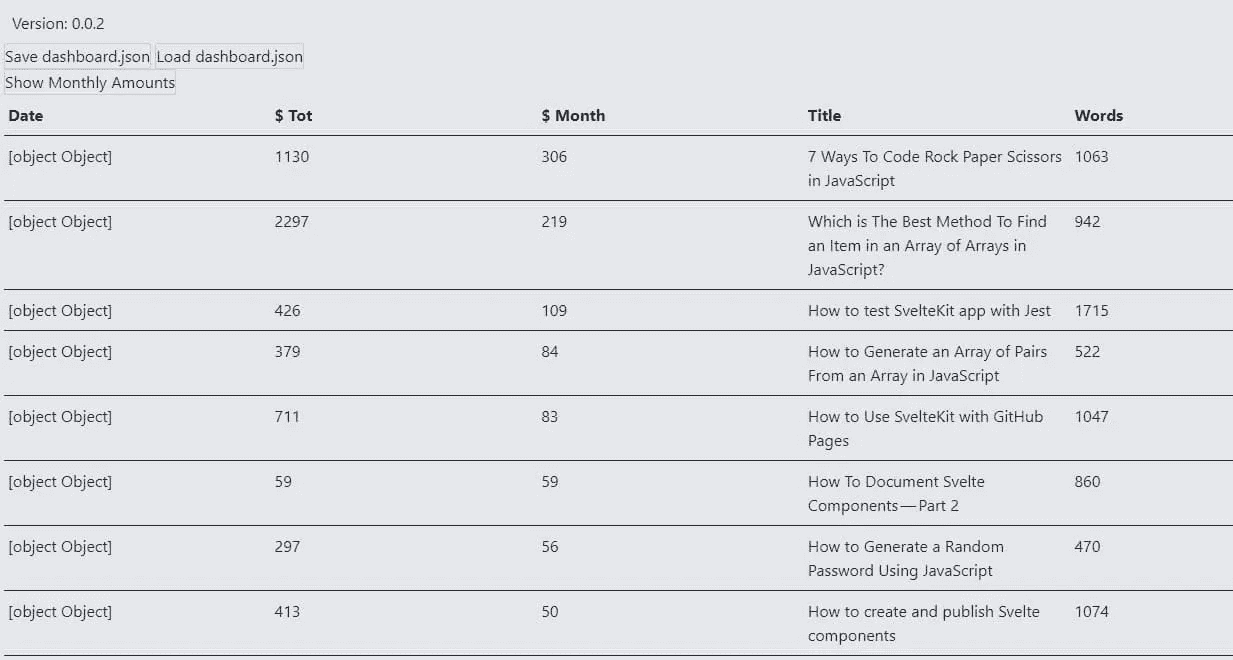 Version: 0.0.2
Save dashboard.json Load dashboard.json
Show Monthly Amounts
Date $ Tot $ Month Title Words
[object Object] 1130 306 7 Ways To Code Rock Paper Scissors 1063
in JavaScript
[object Object] 2297 219 Which is The Best Method To Find 942
an Item in an Array of Arrays in
JavaScript?
[object Object] 426 109 How to test SvelteKit app with Jest 1715
[object Object] 379 84 How to Generate an Array of Pairs 522
From an Array in JavaScript
[object Object] 711 83 How to Use SvelteKit with GitHub 1047
Pages
[object Object] 59 59 How To Document Svelte 860
Components — Part 2
[object Object] 297 56 How to Generate a Random 470
Password Using JavaScript
[object Object] 413 50 How to create and publish Svelte 1074
components